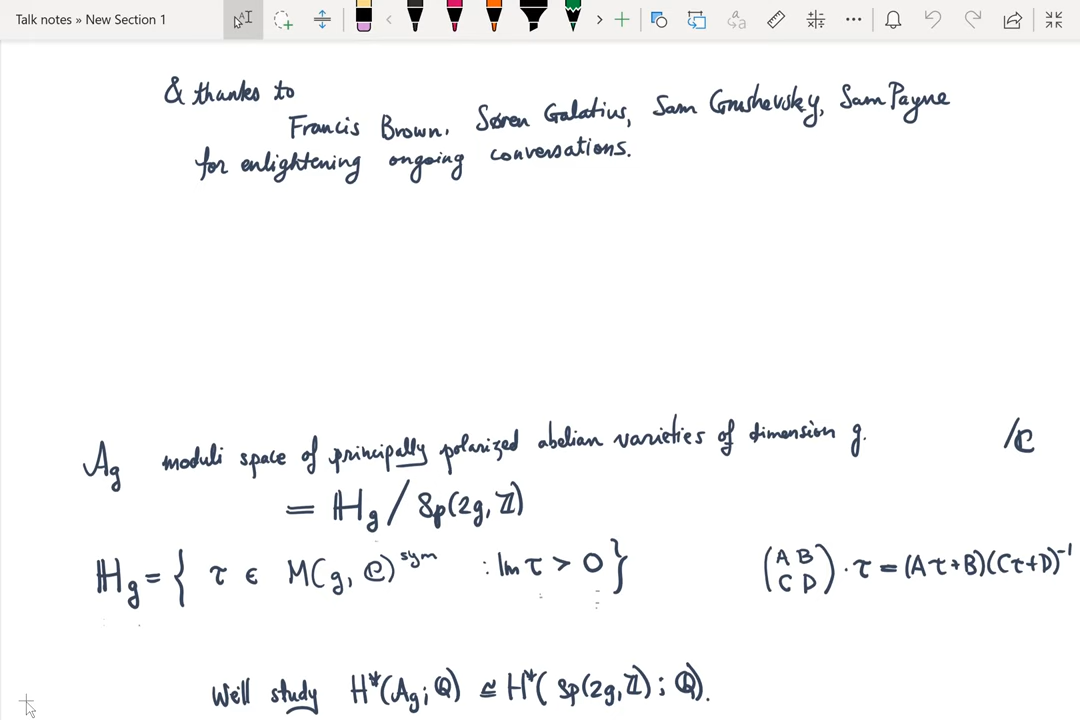 Talk notes » New Section 1
& thanks to
Francis Brown, Søren Galatius, Sam Grushevsky, Sam Payne
for enlightening ongoing conversations.
A_g moduli space of principally polarized abelian varieties of dimension g. /ℂ
= ℍ_g / Sp(2g, ℤ)
ℍ_g = { τ ∈ M(g, ℂ)^sym : Im τ > 0 } (A B C D) · τ = (Aτ+B)(Cτ+D)^-1
We'll study H*(A_g; ℚ) ≅ H*(Sp(2g, ℤ); ℚ).